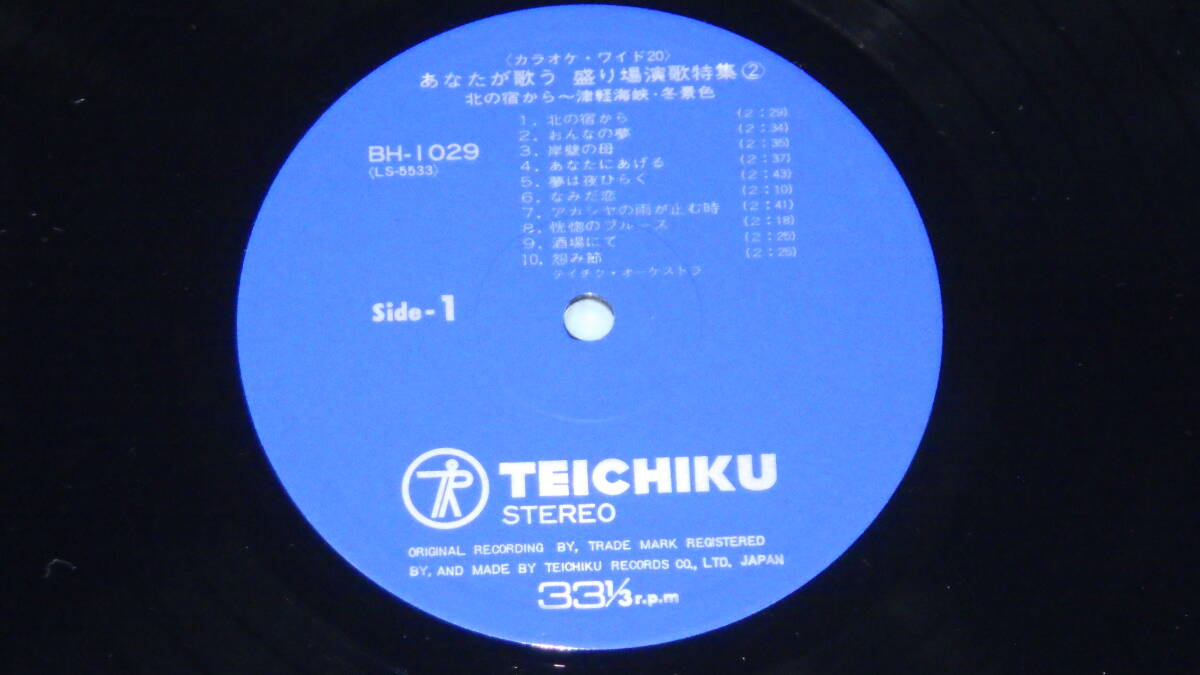 〈カラオケ・ワイド20〉
あなたが歌う 盛り場演歌特集②
北の宿から〜津軽海峡・冬景色
BH-1029
〈LS-5533〉
1. 北の宿から (2:29)
2. おんなの夢 (2:34)
3. 岸壁の母 (2:35)
4. あなたにあげる (2:37)
5. 夢は夜ひらく (2:43)
6. なみだ恋 (2:10)
7. アカシヤの雨が止む時 (2:41)
8. 恍惚のブルース (2:18)
9. 酒場にて (2:25)
10. 怨み節 (2:25)
テイチク・オーケストラ
Side-1
TEICHIKU
STEREO
ORIGINAL RECORDING BY, TRADE MARK REGISTERED
BY, AND MADE BY TEICHIKU RECORDS CO., LTD. JAPAN
33⅓ r.p.m